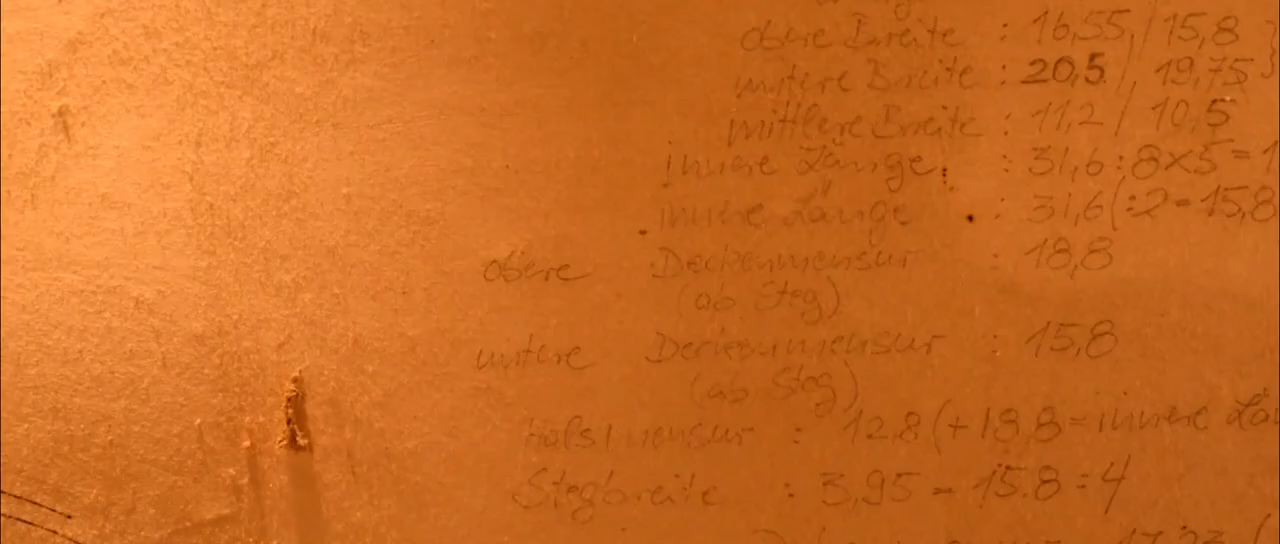 obere Breite : 16,55 / 15,8
untere Breite : 20,5 / 19,75
mittlere Breite : 11,2 / 10,5
innere Länge : 31,6 : 8 x 5 = 1
innere Länge : 31,6 (: 2 = 15,8
obere Deckenmensur : 18,8
(ab Steg)
untere Deckenmensur : 15,8
(ab Steg)
Halsmensur : 12,8 (+ 18,8 = innere Lä
Stegbreite : 3,95 = 15.8 : 4